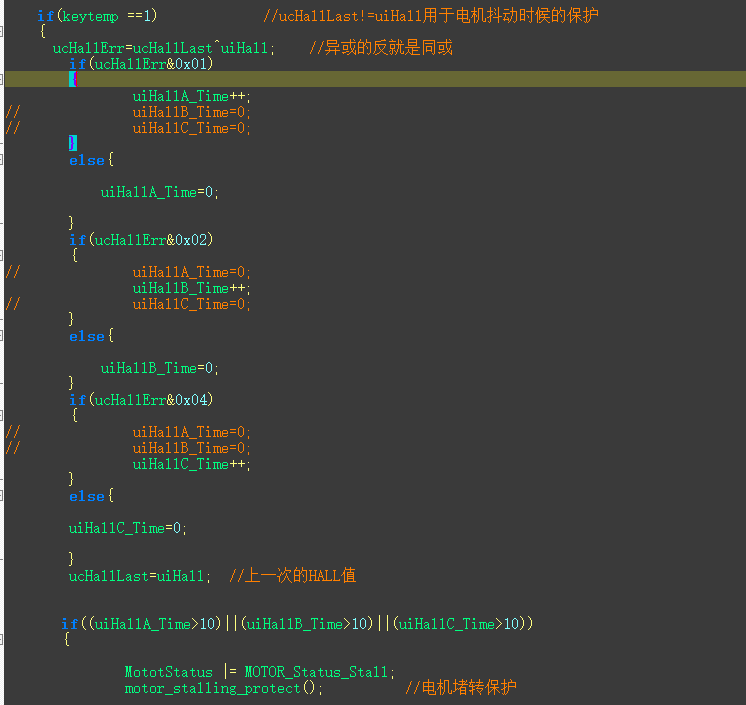 if(keytemp ==1) //ucHallLast!=uiHall用于电机抖动时候的保护
{
ucHallErr=ucHallLast^uiHall; //异或的反就是同或
if(ucHallErr&0x01)
{
uiHallA_Time++;
// uiHallB_Time=0;
// uiHallC_Time=0;
}
else{
uiHallA_Time=0;
}
if(ucHallErr&0x02)
{
// uiHallA_Time=0;
uiHallB_Time++;
// uiHallC_Time=0;
}
else{
uiHallB_Time=0;
}
if(ucHallErr&0x04)
{
// uiHallA_Time=0;
// uiHallB_Time=0;
uiHallC_Time++;
}
else{
uiHallC_Time=0;
}
ucHallLast=uiHall; //上一次的HALL值
if((uiHallA_Time>10)||(uiHallB_Time>10)||(uiHallC_Time>10))
{
MototStatus |= MOTOR_Status_Stall;
motor_stalling_protect(); //电机堵转保护